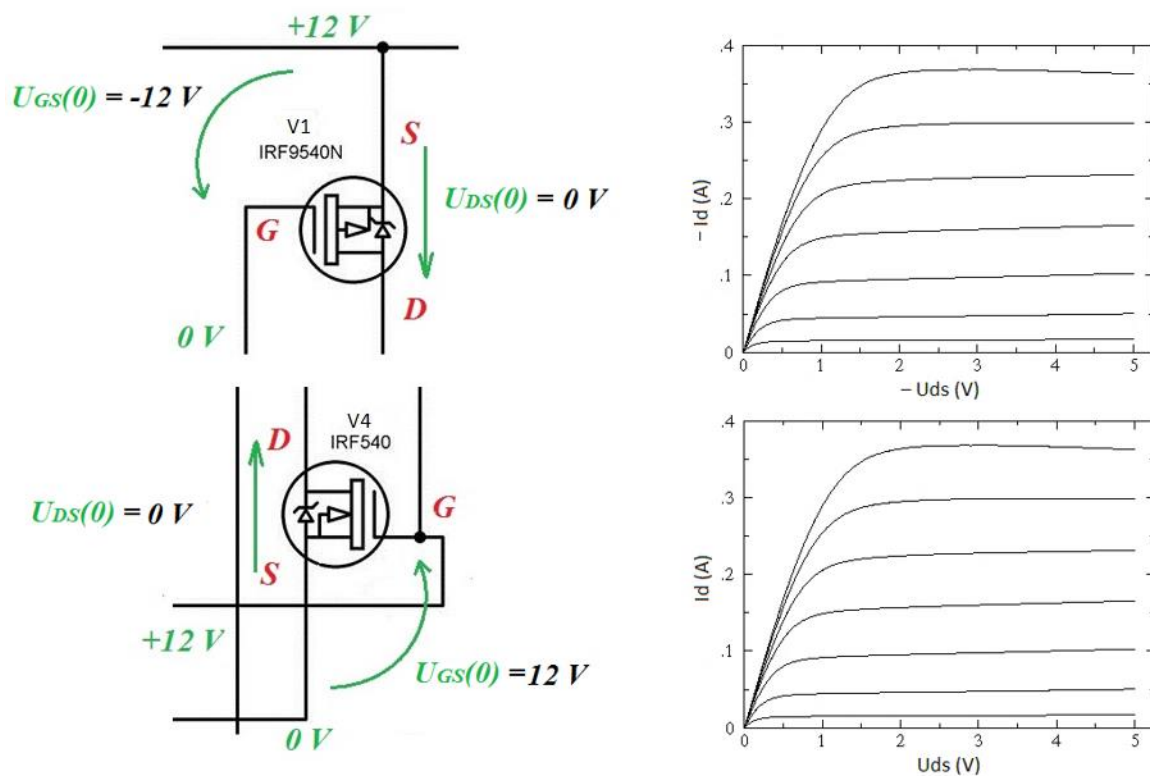 +12 V
UGS(0) = -12 V
V1
IRF9540N
S
UDS(0) = 0 V
G
D
0 V
.4
.3
.2
.1
0
– Id (A)
0 1 2 3 4 5
– Uds (V)
V4
IRF540
D
UDS(0) = 0 V
G
S
+12 V
UGS(0) = 12 V
0 V
.4
.3
.2
.1
0
Id (A)
0 1 2 3 4 5
Uds (V)